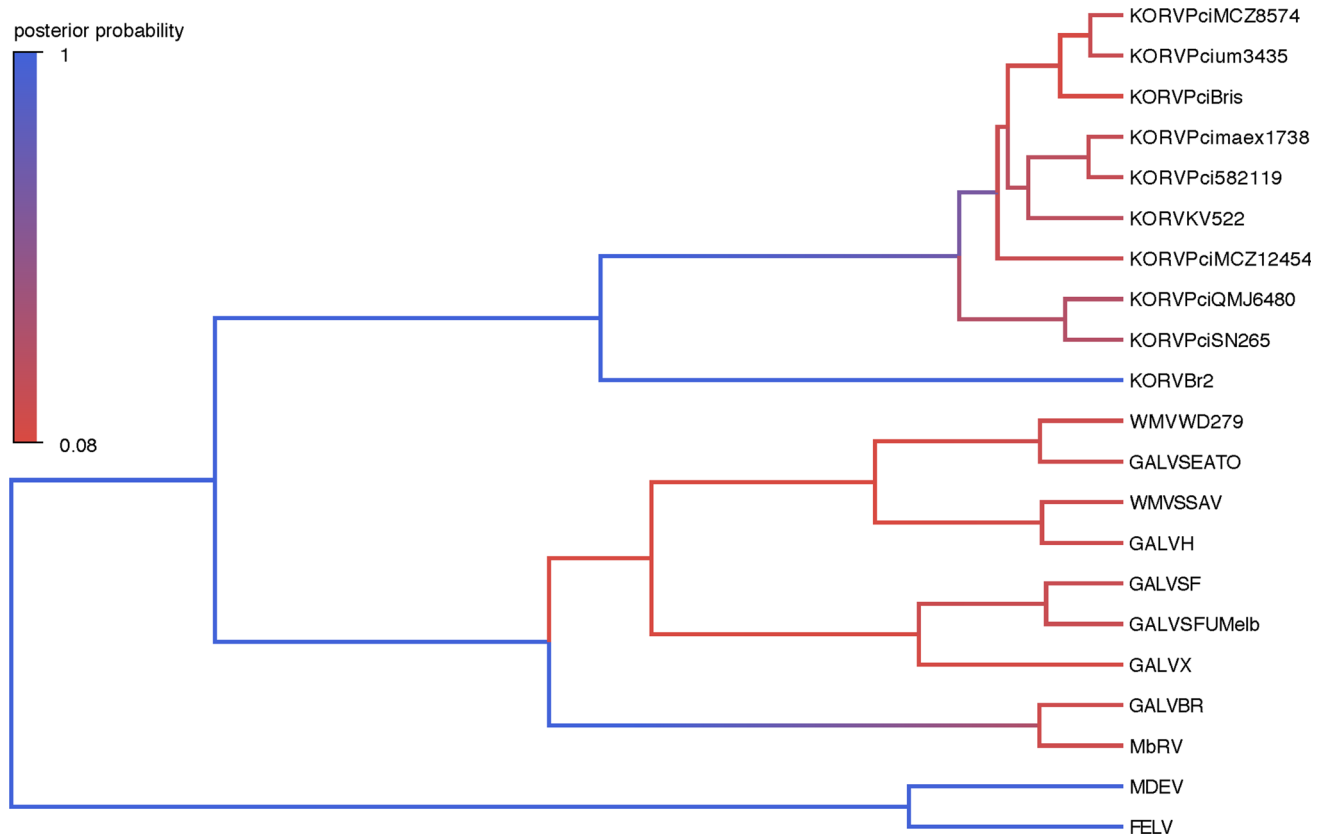 posterior probability
1
0.08
KORVPciMCZ8574
KORVPcium3435
KORVPciBris
KORVPcimaex1738
KORVPci582119
KORVKV522
KORVPciMCZ12454
KORVPciQMJ6480
KORVPciSN265
KORVBr2
WMVWD279
GALVSEATO
WMVSSAV
GALVH
GALVSF
GALVSFUMelb
GALVX
GALVBR
MbRV
MDEV
FELV